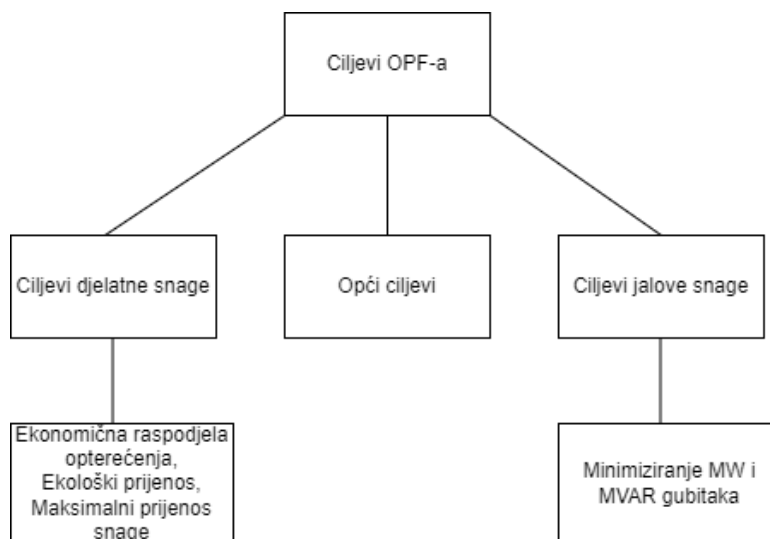 Ciljevi OPF-a
Ciljevi djelatne snage
Opći ciljevi
Ciljevi jalove snage
Ekonomična raspodjela
opterećenja,
Ekološki prijenos,
Maksimalni prijenos
snage
Minimiziranje MW i
MVAR gubitaka